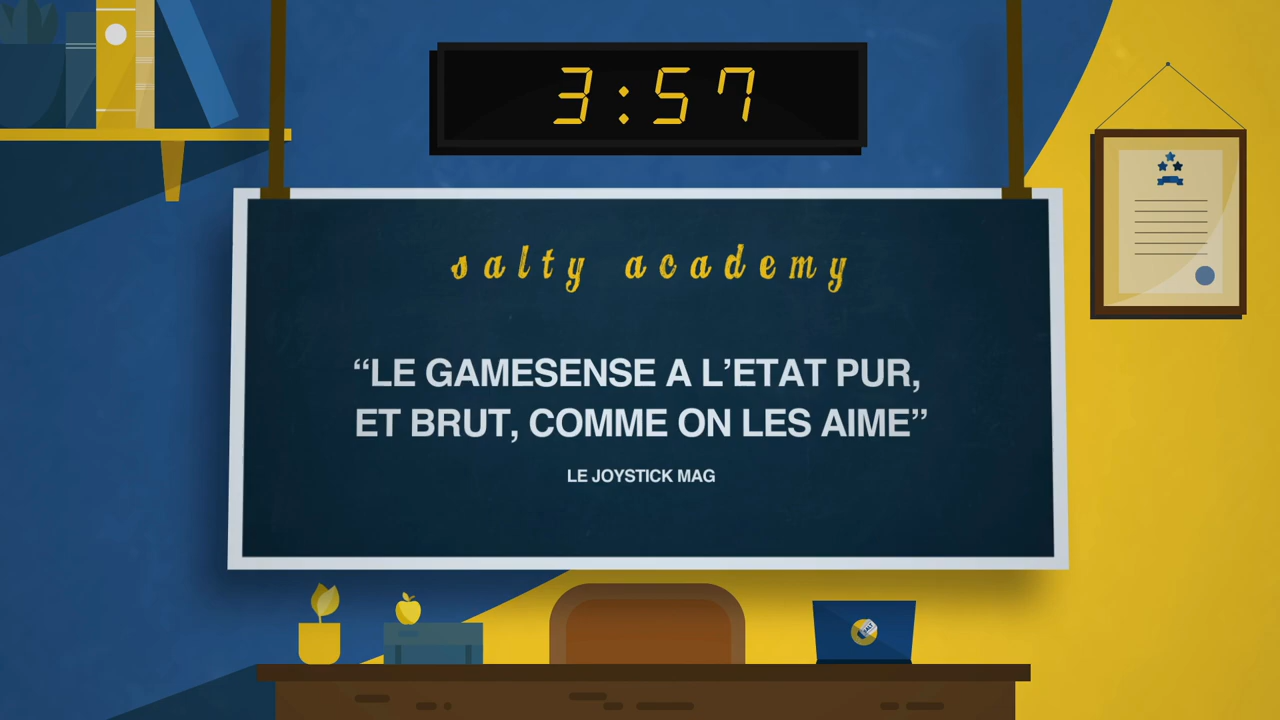 3:57
salty academy
“LE GAMESENSE A L’ETAT PUR,
ET BRUT, COMME ON LES AIME”
LE JOYSTICK MAG